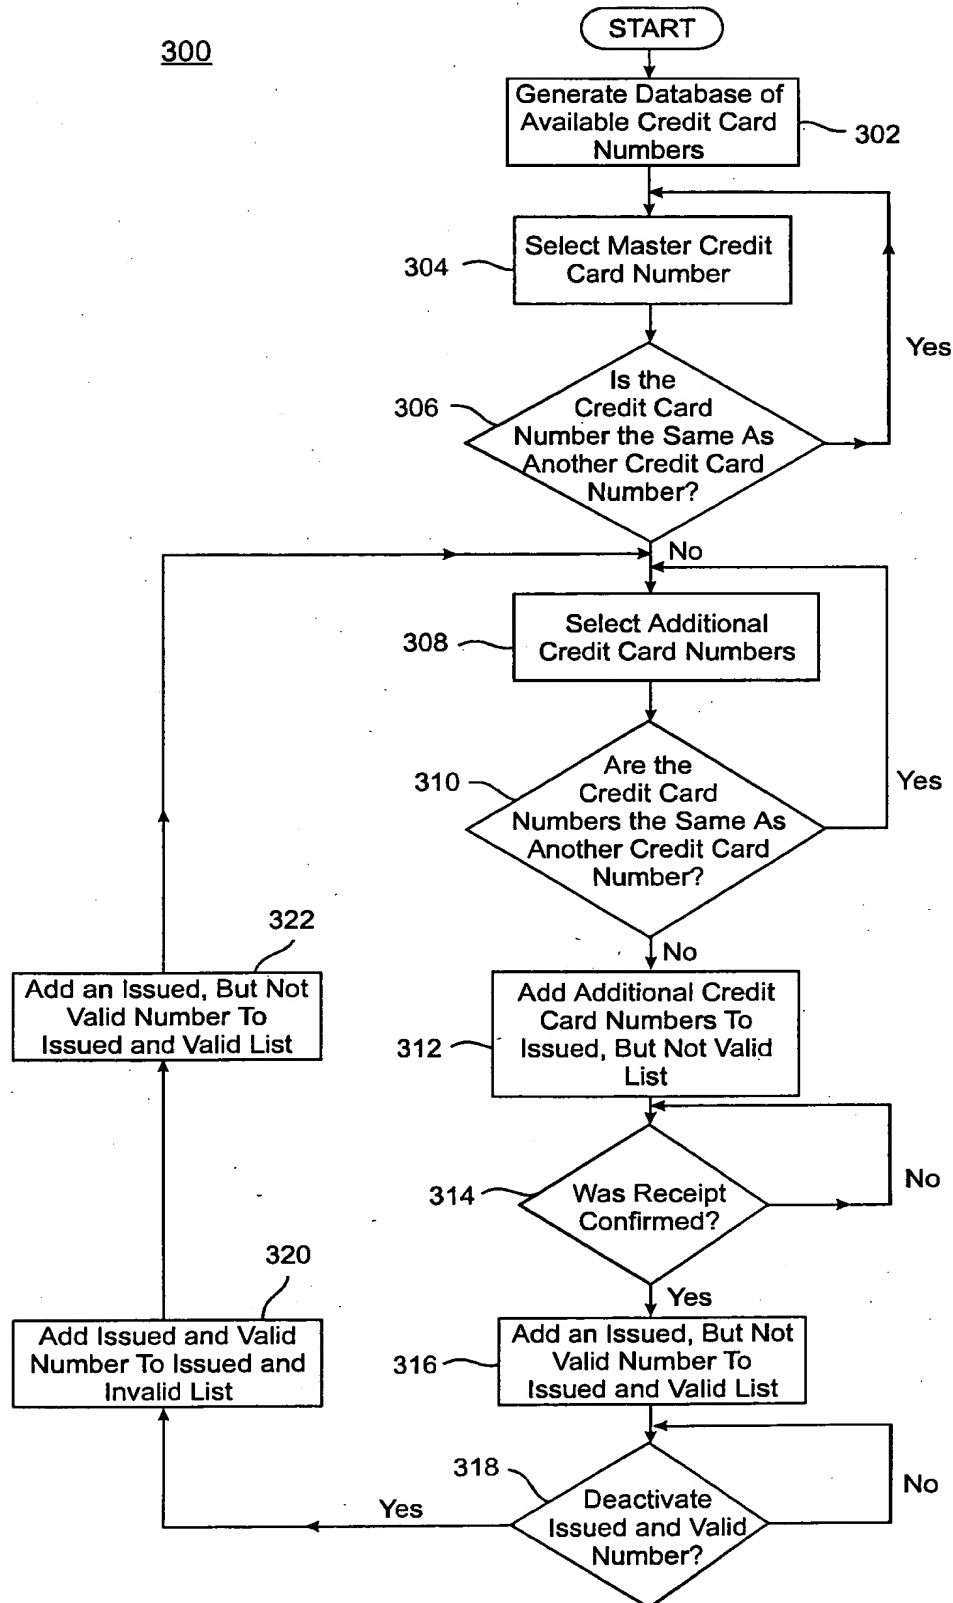 300
START
Generate Database of
Available Credit Card
Numbers
302
Select Master Credit
Card Number
304
Yes
Is the
Credit Card
Number the Same As
Another Credit Card
Number?
306
No
Select Additional
Credit Card Numbers
308
Are the
Credit Card
Numbers the Same As
Another Credit Card
Number?
310
Yes
No
322
Add an Issued, But Not
Valid Number To
Issued and Valid List
Add Additional Credit
Card Numbers To
Issued, But Not Valid
List
312
Was Receipt
Confirmed?
314
No
Yes
320
Add Issued and Valid
Number To Issued and
Invalid List
Add an Issued, But Not
Valid Number To
Issued and Valid List
316
318
Deactivate
Issued and Valid
Number?
No
Yes